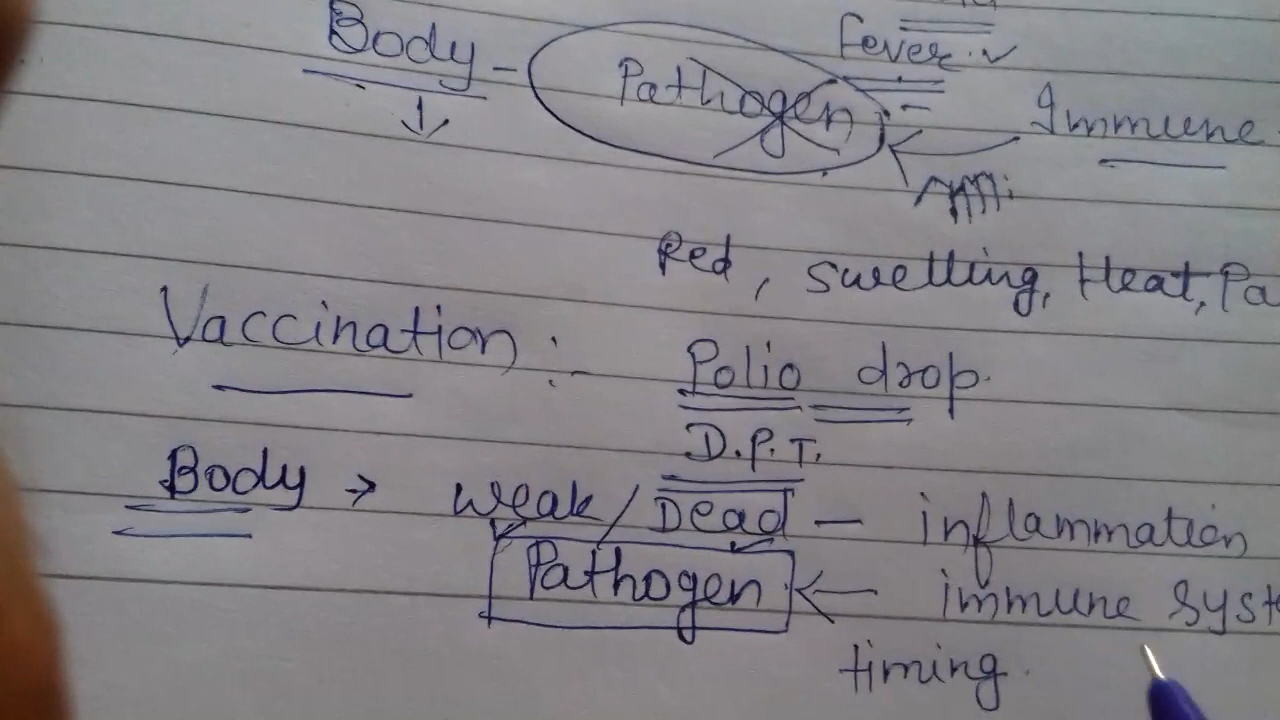 Fever.
Body - Pathogen
Immune
Red, Swelling, Heat, Pa
Vaccination :- Polio drop.
D.P.T.
Body → weak/Dead - inflammation
Pathogen ← immune syst
timing.